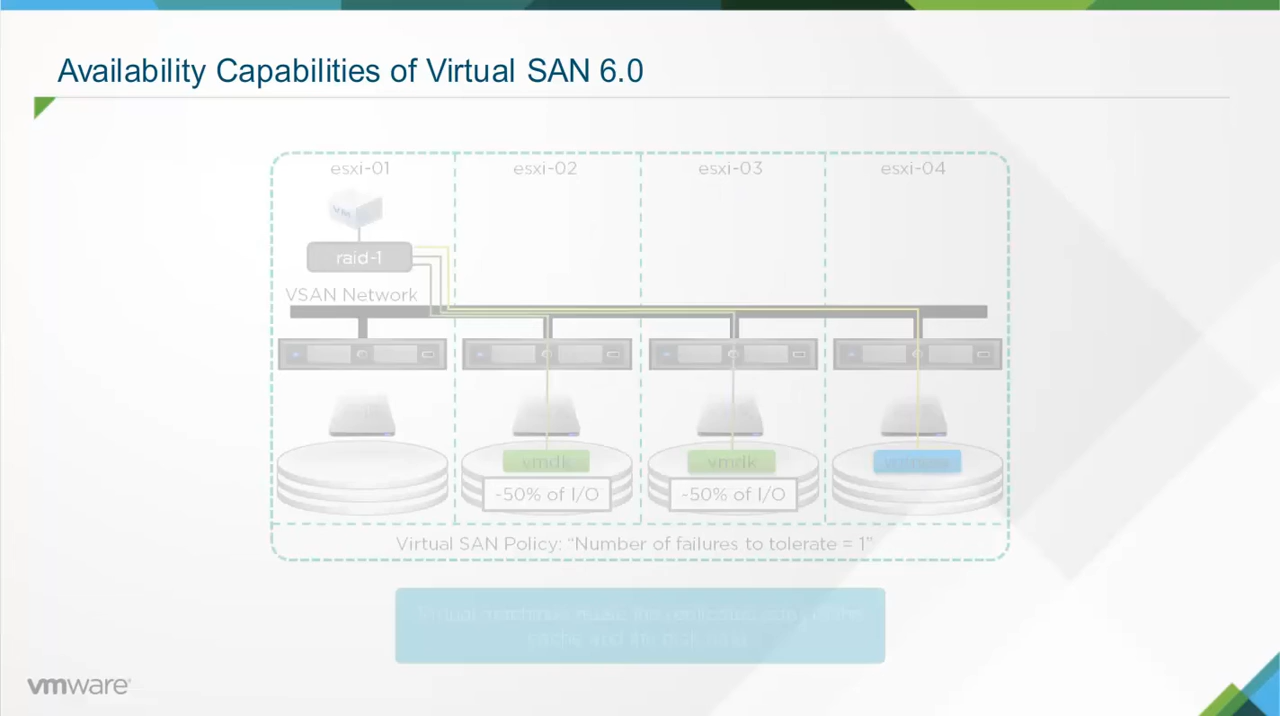 Availability Capabilities of Virtual SAN 6.0
esxi-01
esxi-02
esxi-03
esxi-04
vm
raid-1
VSAN Network
vmdk
vmdk
~50% of I/O
~50% of I/O
Virtual SAN Policy: “Number of failures to tolerate = 1”
vmware